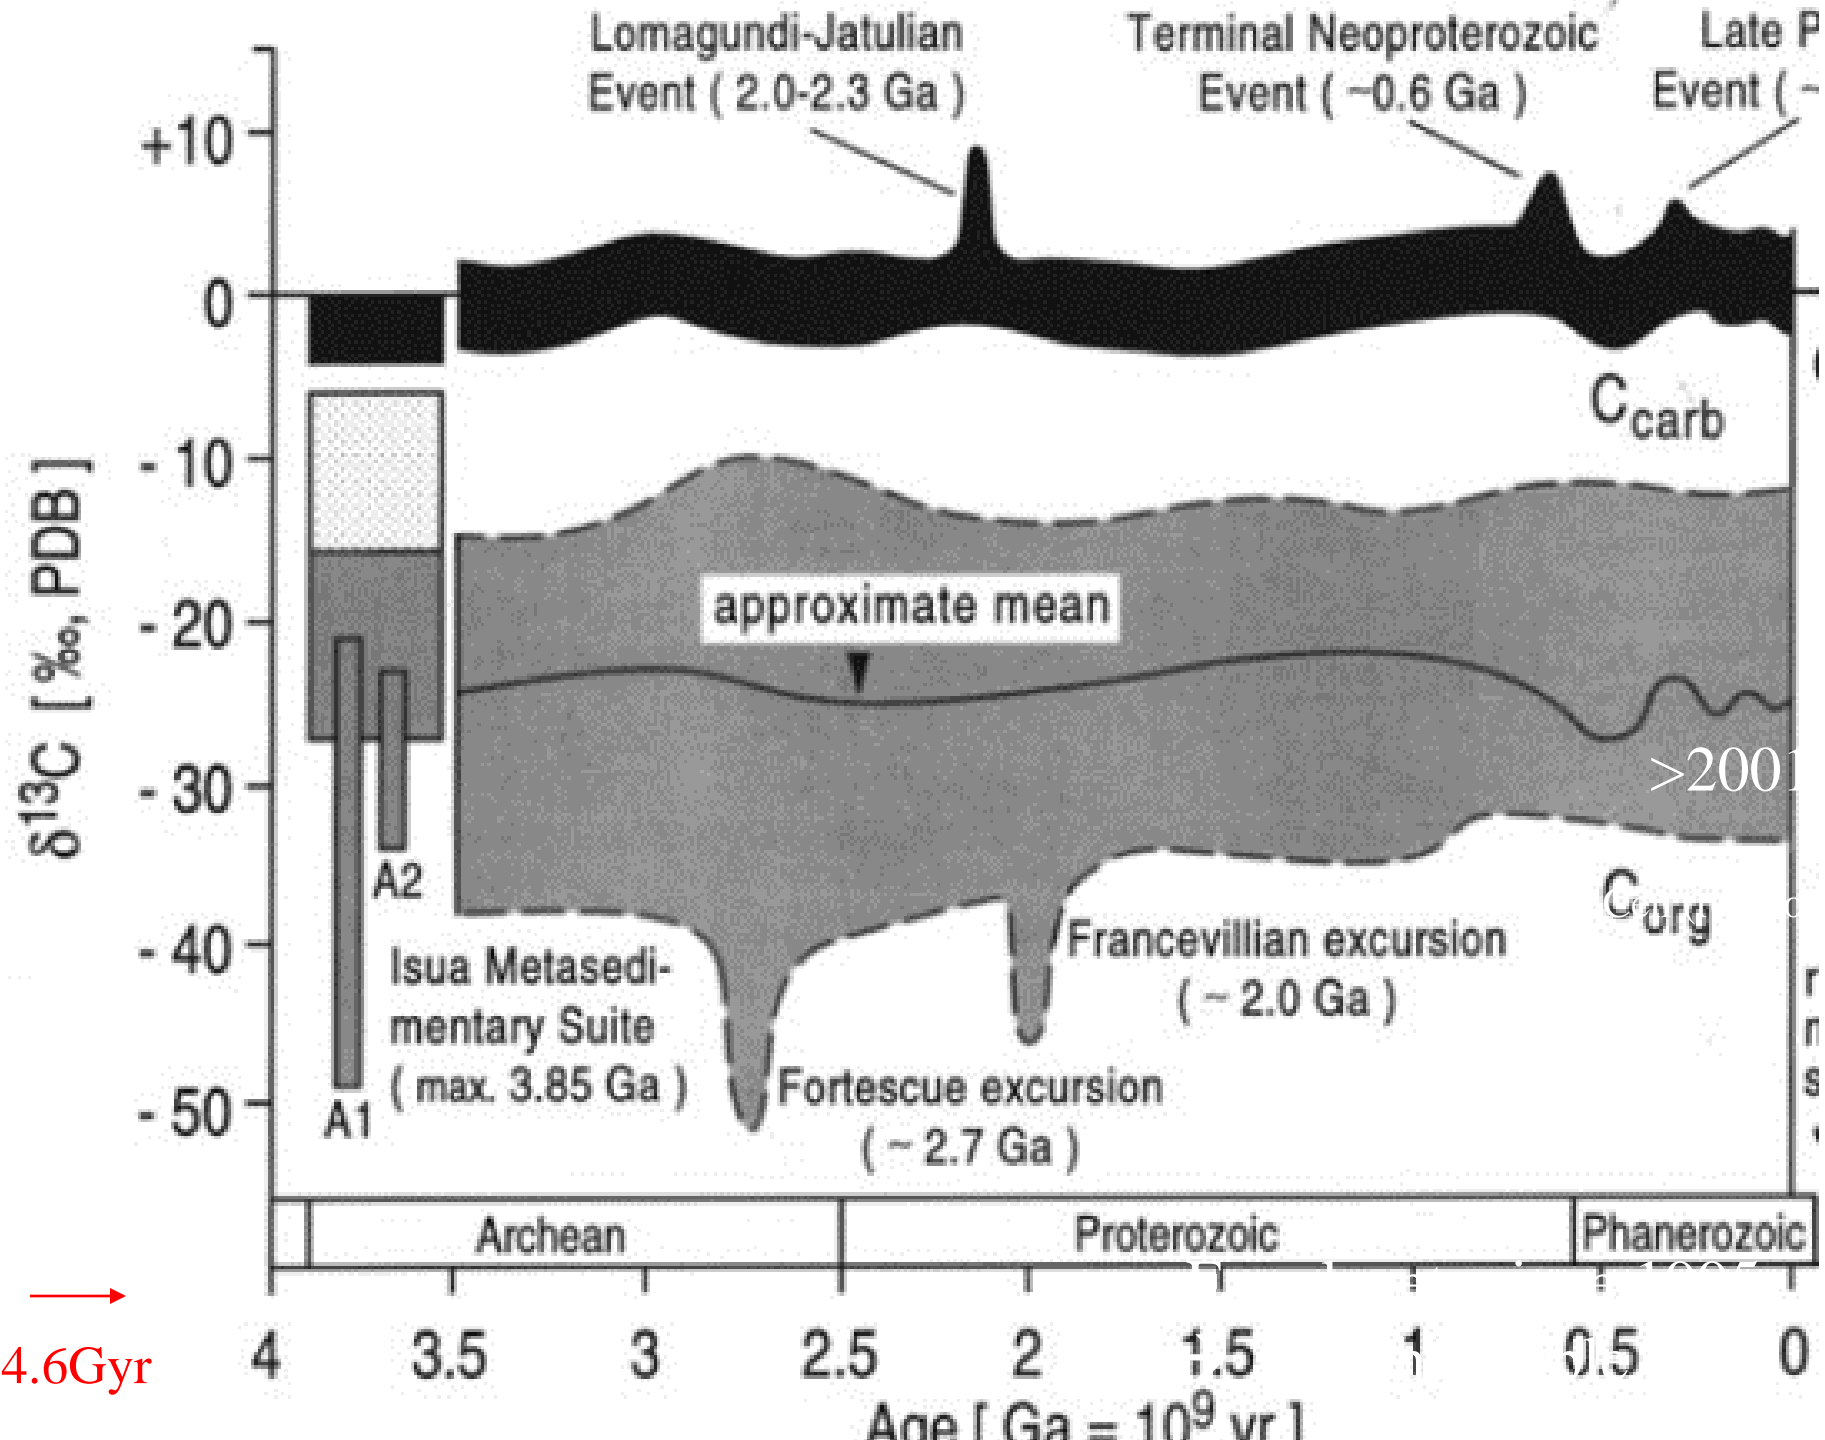 Lomagundi-Jatulian
Event ( 2.0-2.3 Ga )
Terminal Neoproterozoic
Event ( ~0.6 Ga )
Late P
Event ( ~
+10
0
- 10
- 20
- 30
- 40
- 50
δ13C [ ‰, PDB ]
Ccarb
approximate mean
>2001
Corg
A2
A1
Isua Metasedi-
mentary Suite
( max. 3.85 Ga )
Francevillian excursion
( ~ 2.0 Ga )
Fortescue excursion
( ~ 2.7 Ga )
Archean
Proterozoic
Phanerozoic
4.6Gyr
4
3.5
3
2.5
2
1.5
1
0.5
0
Age [ Ga = 10⁹ yr ]